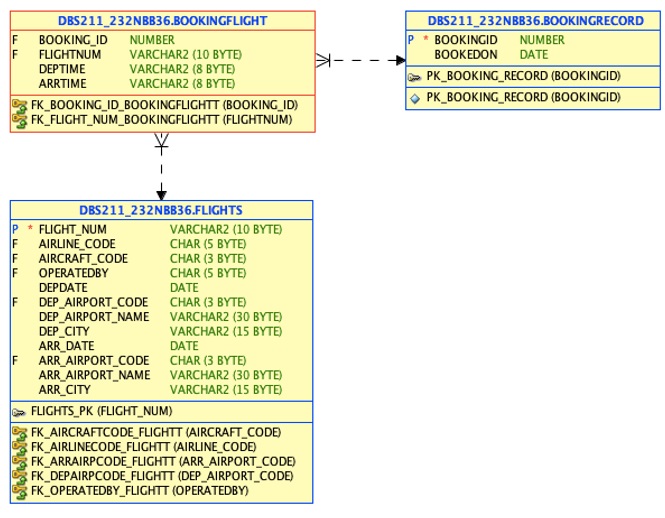 DBS211_232NBB36.BOOKINGFLIGHT
F BOOKING_ID NUMBER
F FLIGHTNUM VARCHAR2 (10 BYTE)
DEPTIME VARCHAR2 (8 BYTE)
ARRTIME VARCHAR2 (8 BYTE)
FK_BOOKING_ID_BOOKINGFLIGHTT (BOOKING_ID)
FK_FLIGHT_NUM_BOOKINGFLIGHTT (FLIGHTNUM)
DBS211_232NBB36.BOOKINGRECORD
P * BOOKINGID NUMBER
BOOKEDON DATE
PK_BOOKING_RECORD (BOOKINGID)
PK_BOOKING_RECORD (BOOKINGID)
DBS211_232NBB36.FLIGHTS
P * FLIGHT_NUM VARCHAR2 (10 BYTE)
F AIRLINE_CODE CHAR (5 BYTE)
F AIRCRAFT_CODE CHAR (3 BYTE)
F OPERATEDBY CHAR (5 BYTE)
DEPDATE DATE
F DEP_AIRPORT_CODE CHAR (3 BYTE)
DEP_AIRPORT_NAME VARCHAR2 (30 BYTE)
DEP_CITY VARCHAR2 (15 BYTE)
ARR_DATE DATE
F ARR_AIRPORT_CODE CHAR (3 BYTE)
ARR_AIRPORT_NAME VARCHAR2 (30 BYTE)
ARR_CITY VARCHAR2 (15 BYTE)
FLIGHTS_PK (FLIGHT_NUM)
FK_AIRCRAFTCODE_FLIGHTT (AIRCRAFT_CODE)
FK_AIRLINECODE_FLIGHTT (AIRLINE_CODE)
FK_ARRAIRPCODE_FLIGHTT (ARR_AIRPORT_CODE)
FK_DEPAIRPCODE_FLIGHTT (DEP_AIRPORT_CODE)
FK_OPERATEDBY_FLIGHTT (OPERATEDBY)